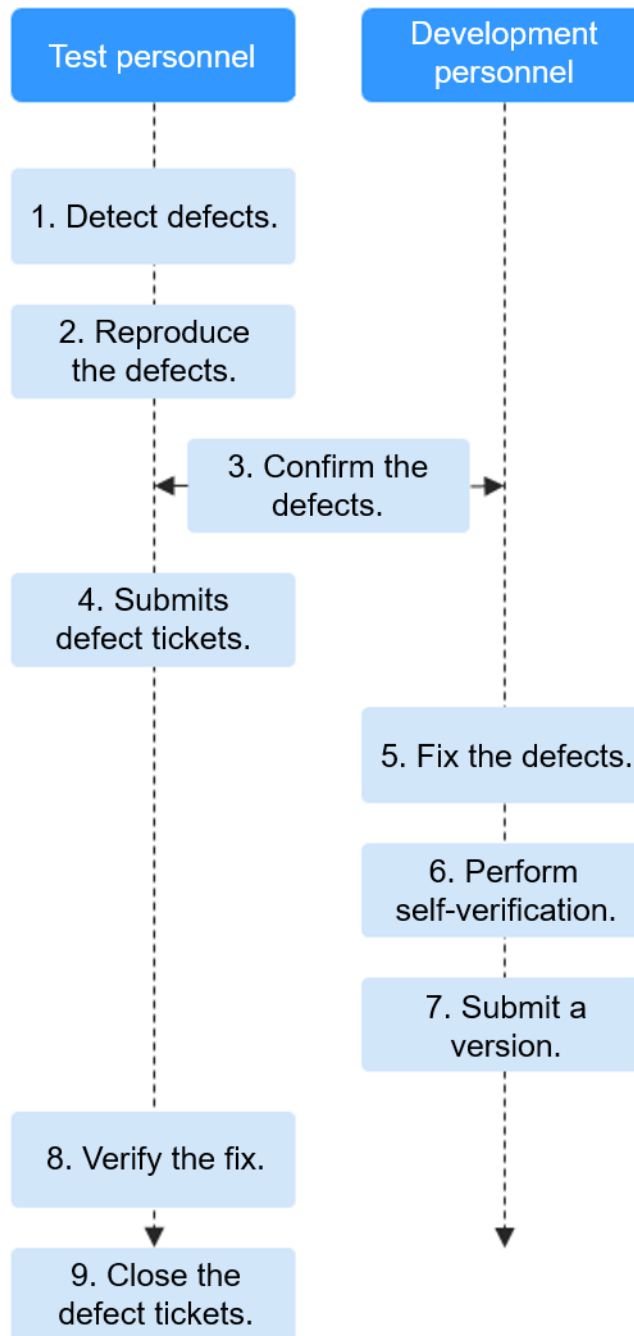 Test personnel
Development
personnel
1. Detect defects.
2. Reproduce
the defects.
3. Confirm the
defects.
4. Submits
defect tickets.
5. Fix the defects.
6. Perform
self-verification.
7. Submit a
version.
8. Verify the fix.
9. Close the
defect tickets.